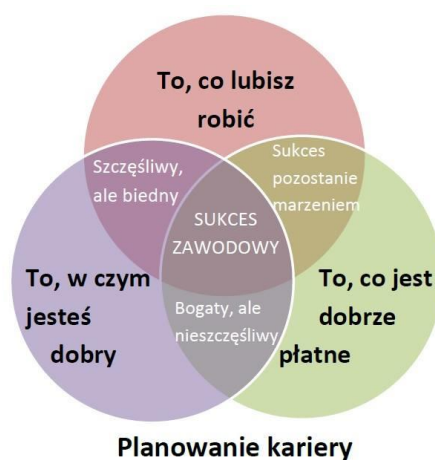 To, co lubisz
robić
Szczęśliwy,
ale biedny
Sukces
pozostanie
marzeniem
SUKCES
ZAWODOWY
To, w czym
jesteś
dobry
Bogaty, ale
nieszczęśliwy
To, co jest
dobrze
płatne
Planowanie kariery